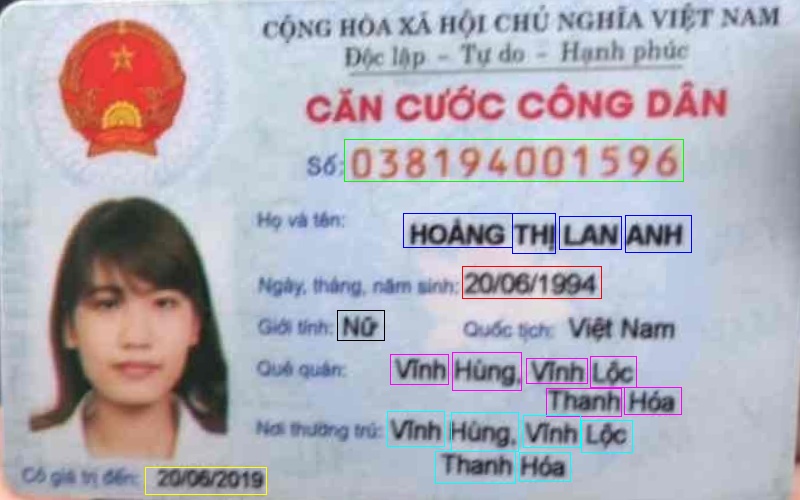 CỘNG HÒA XÃ HỘI CHỦ NGHĨA VIỆT NAM
Độc lập - Tự do - Hạnh phúc
CĂN CƯỚC CÔNG DÂN
Số: 038194001596
Họ và tên: HOÀNG THỊ LAN ANH
Ngày, tháng, năm sinh: 20/06/1994
Giới tính: Nữ Quốc tịch: Việt Nam
Quê quán: Vĩnh Hùng, Vĩnh Lộc
Thanh Hóa
Nơi thường trú: Vĩnh Hùng, Vĩnh Lộc
Thanh Hóa
Có giá trị đến: 20/06/2019